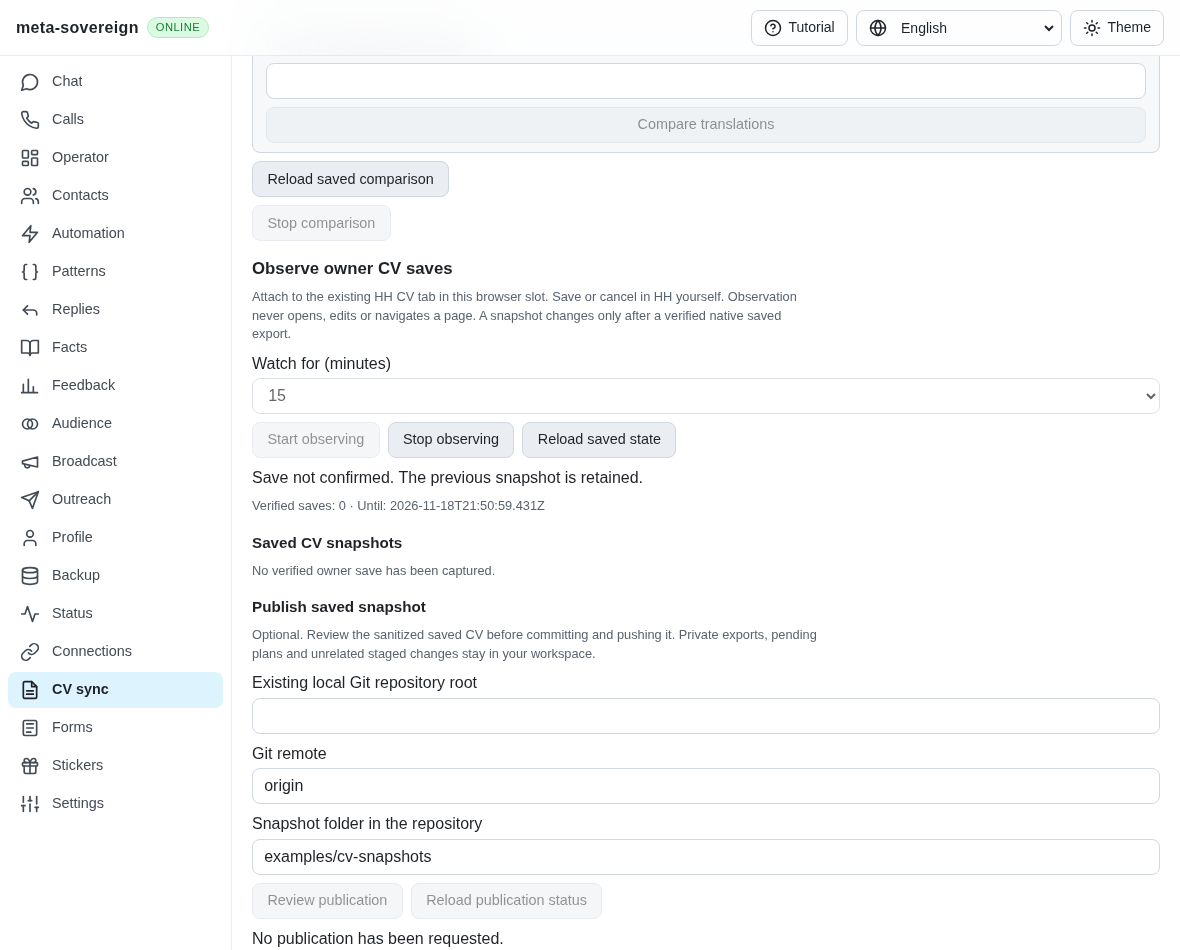 meta-sovereign ONLINE
Tutorial
English
Theme
Chat
Calls
Operator
Contacts
Automation
Patterns
Replies
Facts
Feedback
Audience
Broadcast
Outreach
Profile
Backup
Status
Connections
CV sync
Forms
Stickers
Settings
Compare translations
Reload saved comparison
Stop comparison
Observe owner CV saves
Attach to the existing HH CV tab in this browser slot. Save or cancel in HH yourself. Observation
never opens, edits or navigates a page. A snapshot changes only after a verified native saved
export.
Watch for (minutes)
15
Start observing Stop observing Reload saved state
Save not confirmed. The previous snapshot is retained.
Verified saves: 0 · Until: 2026-11-18T21:50:59.431Z
Saved CV snapshots
No verified owner save has been captured.
Publish saved snapshot
Optional. Review the sanitized saved CV before committing and pushing it. Private exports, pending
plans and unrelated staged changes stay in your workspace.
Existing local Git repository root
Git remote
origin
Snapshot folder in the repository
examples/cv-snapshots
Review publication Reload publication status
No publication has been requested.